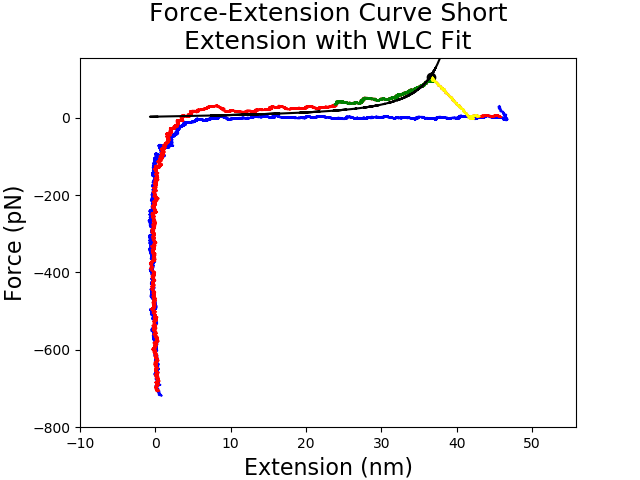 Force-Extension Curve Short
Extension with WLC Fit
0
−200
−400
−600
−800
Force (pN)
−10 0 10 20 30 40 50
Extension (nm)